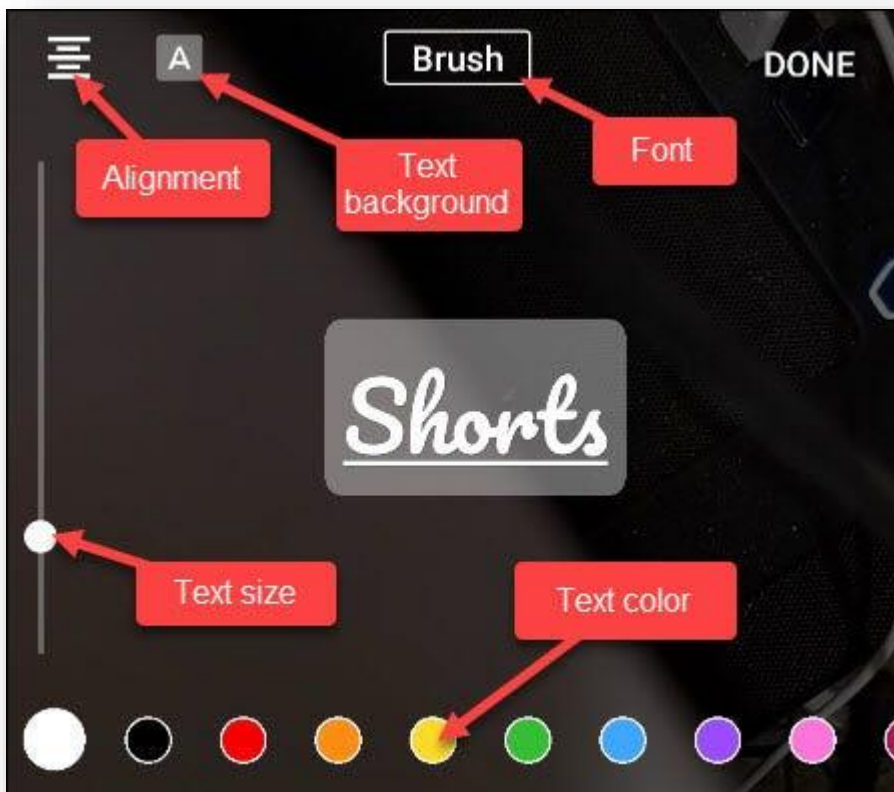 A
Brush
DONE
Alignment
Text
background
Font
Shorts
Text size
Text color